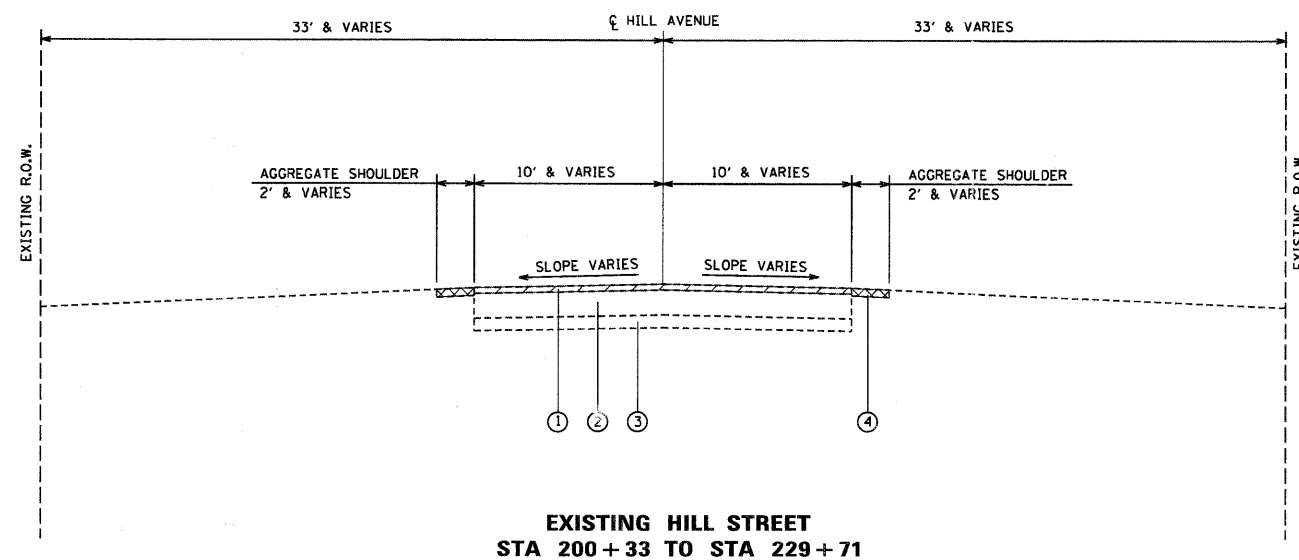 33' & VARIES
℄ HILL AVENUE
33' & VARIES
EXISTING R.O.W.
AGGREGATE SHOULDER
2' & VARIES
10' & VARIES
10' & VARIES
AGGREGATE SHOULDER
2' & VARIES
EXISTING R.O.W.
SLOPE VARIES
SLOPE VARIES
1
2
3
4
EXISTING HILL STREET
STA 200+33 TO STA 229+71